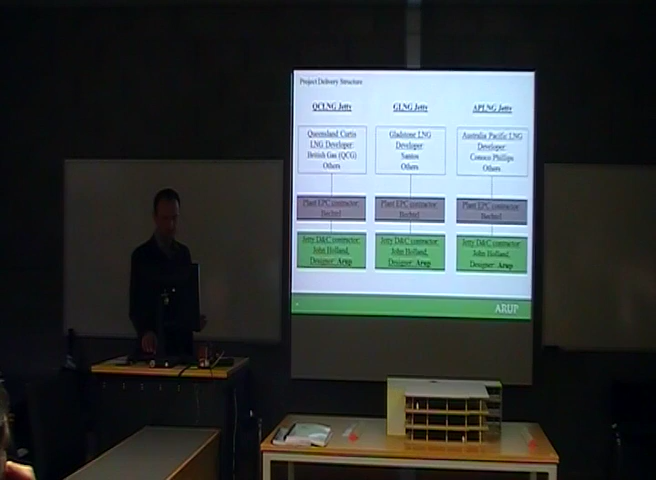 Project Delivery Structure
QCLNG Jetty
Queensland Curtis
LNG Developer:
British Gas (QCG)
Others
Plant EPC contractor:
Bechtel
Jetty D&C contractor:
John Holland,
Designer: Arup
GLNG Jetty
Gladstone LNG
Developer:
Santos
Others
Plant EPC contractor:
Bechtel
Jetty D&C contractor:
John Holland,
Designer: Arup
APLNG Jetty
Australia Pacific LNG
Developer:
Conoco Phillips
Others
Plant EPC contractor:
Bechtel
Jetty D&C contractor:
John Holland,
Designer: Arup
ARUP